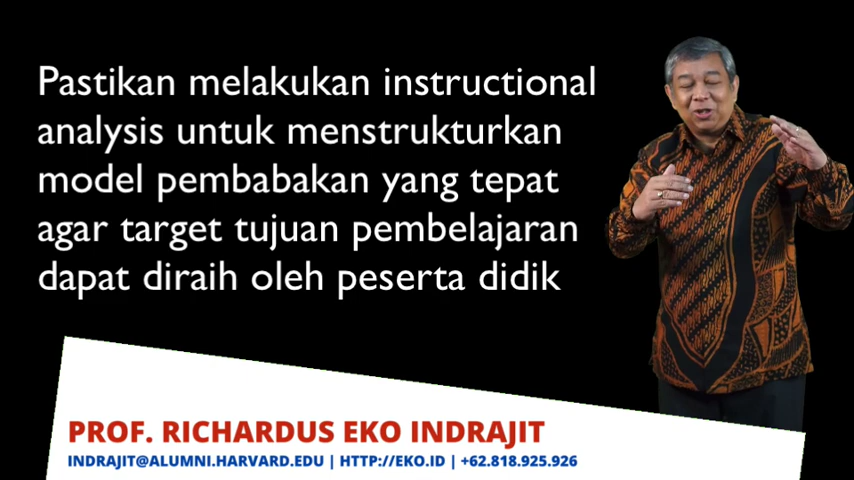 Pastikan melakukan instructional
analysis untuk menstrukturkan
model pembabakan yang tepat
agar target tujuan pembelajaran
dapat diraih oleh peserta didik
PROF. RICHARDUS EKO INDRAJIT
INDRAJIT@ALUMNI.HARVARD.EDU | HTTP://EKO.ID | +62.818.925.926